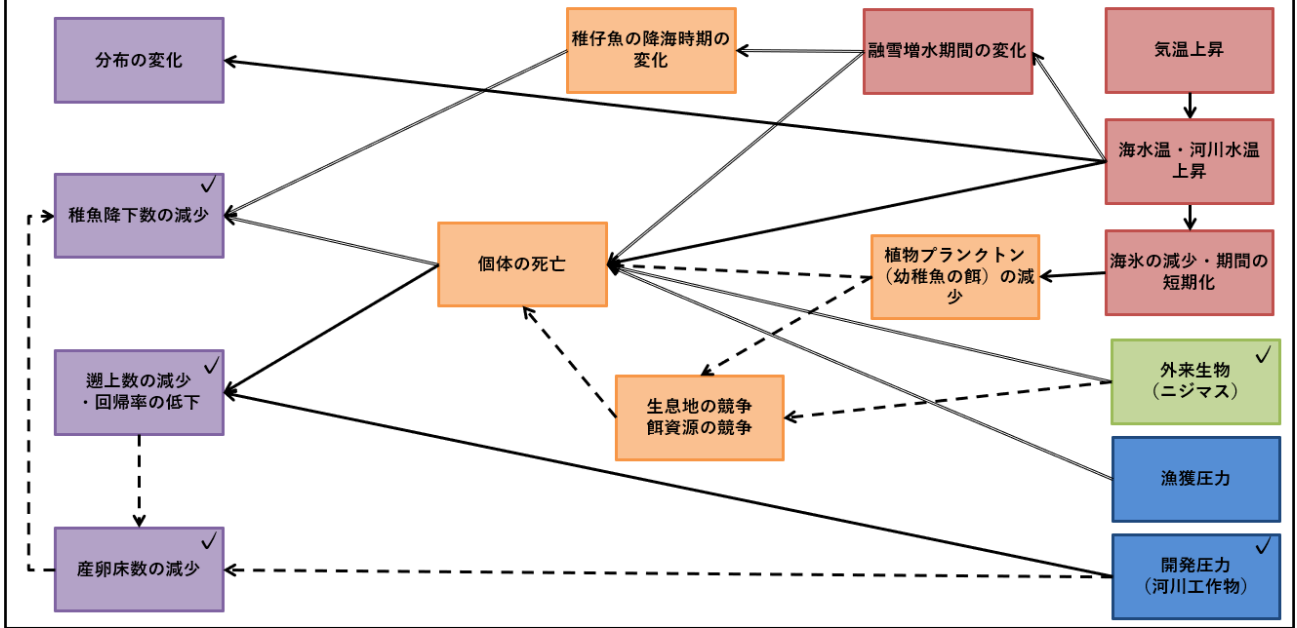 分布の変化
稚仔魚の降海時期の
変化
融雪増水期間の変化
気温上昇
海水温・河川水温
上昇
稚魚降下数の減少
個体の死亡
植物プランクトン
(幼稚魚の餌)の減
少
海氷の減少・期間の
短期化
遡上数の減少
・回帰率の低下
生息地の競争
餌資源の競争
外来生物
(ニジマス)
漁獲圧力
産卵床数の減少
開発圧力
(河川工作物)